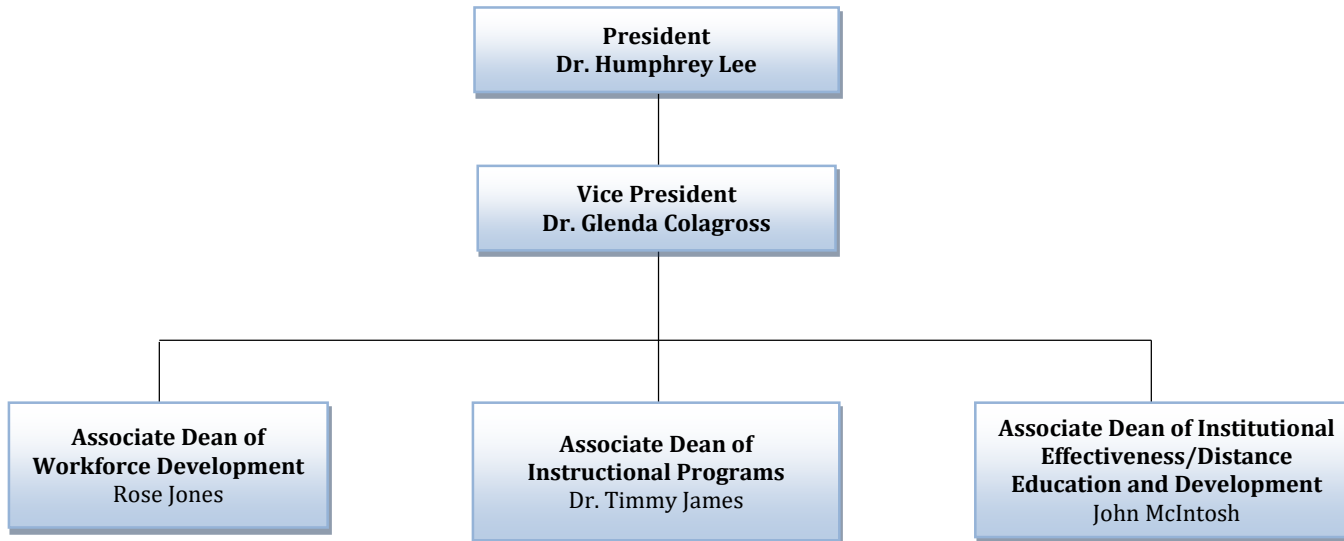 President
Dr. Humphrey Lee
Vice President
Dr. Glenda Colagross
Associate Dean of
Workforce Development
Rose Jones
Associate Dean of
Instructional Programs
Dr. Timmy James
Associate Dean of Institutional
Effectiveness/Distance
Education and Development
John McIntosh